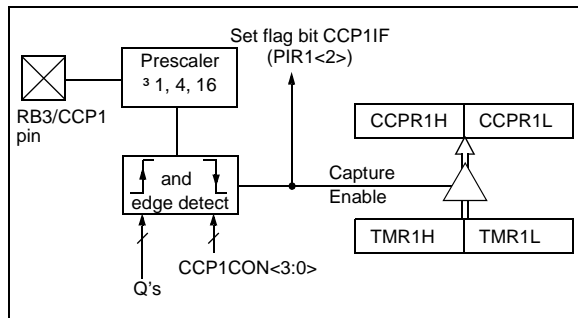 Set flag bit CCP1IF
(PIR1<2>)
Prescaler
³ 1, 4, 16
RB3/CCP1
pin
CCPR1H
CCPR1L
and
edge detect
Capture
Enable
TMR1H
TMR1L
CCP1CON<3:0>
Q's